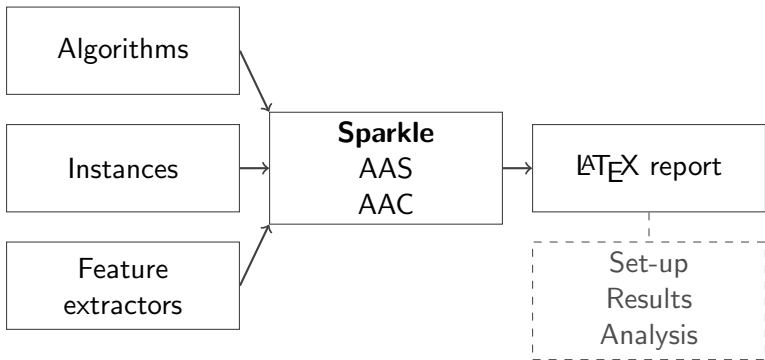 Algorithms
Instances
Feature
extractors
Sparkle
AAS
AAC
LATEX report
Set-up
Results
Analysis